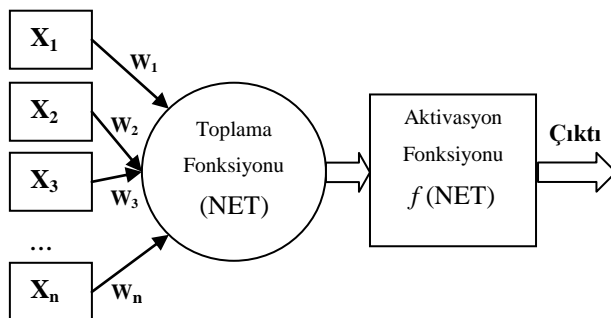 X₁
W₁
X₂
W₂
X₃
W₃
...
Xₙ
Wₙ
Toplama
Fonksiyonu
(NET)
Aktivasyon
Fonksiyonu
f (NET)
Çıktı